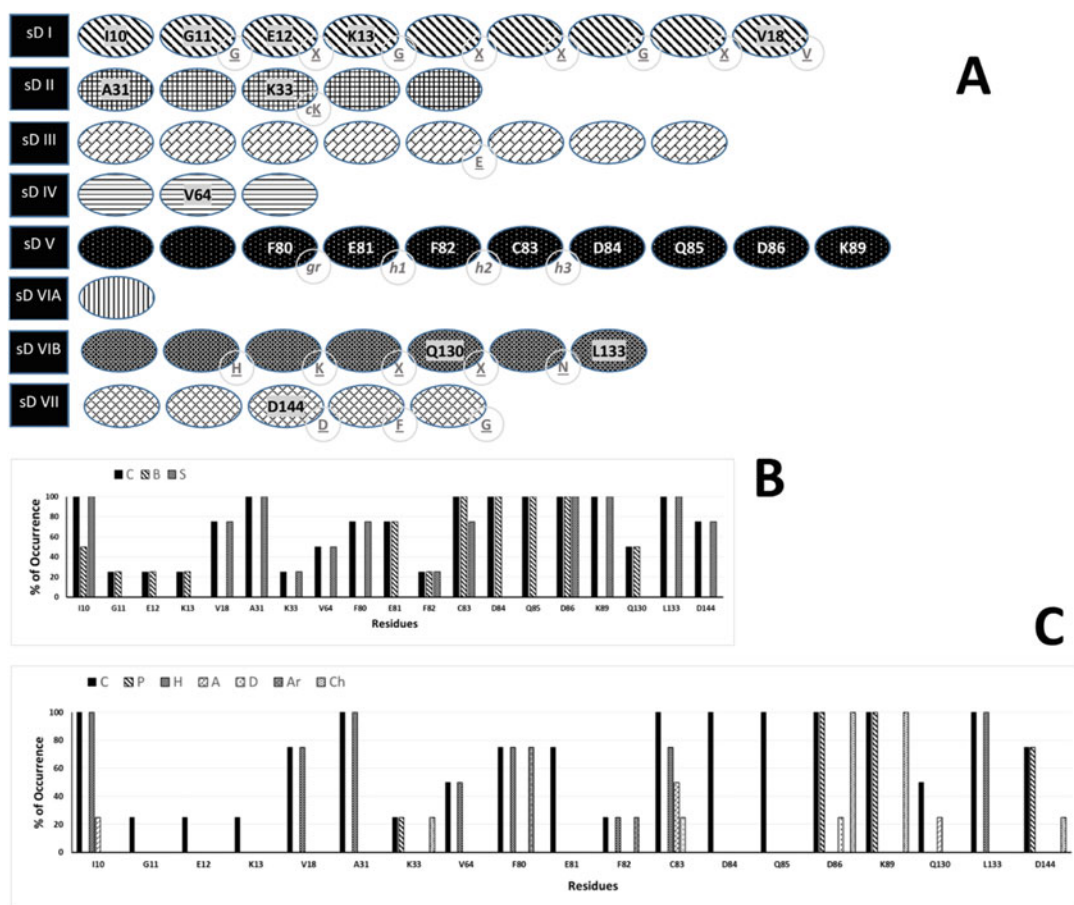 sD I I10 G11 E12 K13 V18
G X G X X G X V
A
sD II A31 K33
cK
sD III
E
sD IV V64
sD V F80 E81 F82 C83 D84 Q85 D86 K89
gr h1 h2 h3
sD VIA
sD VIB Q130 L133
H K X X N
sD VII D144
D F G
B
C B S
% of Occurrence
100
80
60
40
20
0
I10 G11 E12 K13 V18 A31 K33 V64 F80 E81 F82 C83 D84 Q85 D86 K89 Q130 L133 D144
Residues
C
C P H A D Ar Ch
% of Occurrence
100
80
60
40
20
0
I10 G11 E12 K13 V18 A31 K33 V64 F80 E81 F82 C83 D84 Q85 D86 K89 Q130 L133 D144
Residues